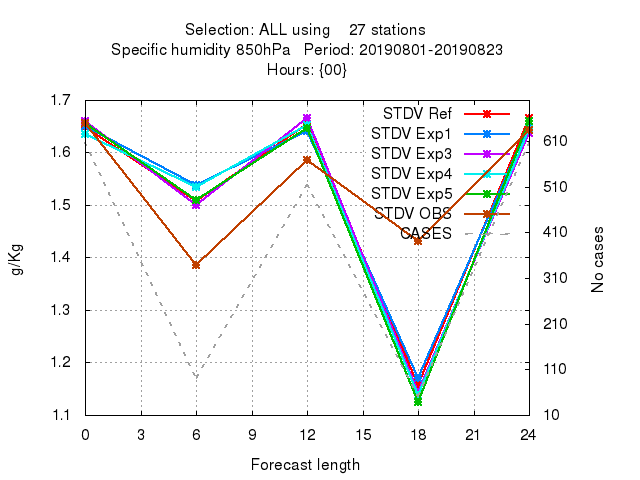 Selection: ALL using 27 stations
Specific humidity 850hPa Period: 20190801-20190823
Hours: {00}
1.7
1.6
1.5
1.4
1.3
1.2
1.1
g/Kg
STDV Ref
STDV Exp1
STDV Exp3
STDV Exp4
STDV Exp5
STDV OBS
CASES
610
510
410
310
210
110
10
No cases
0 3 6 9 12 15 18 21 24
Forecast length